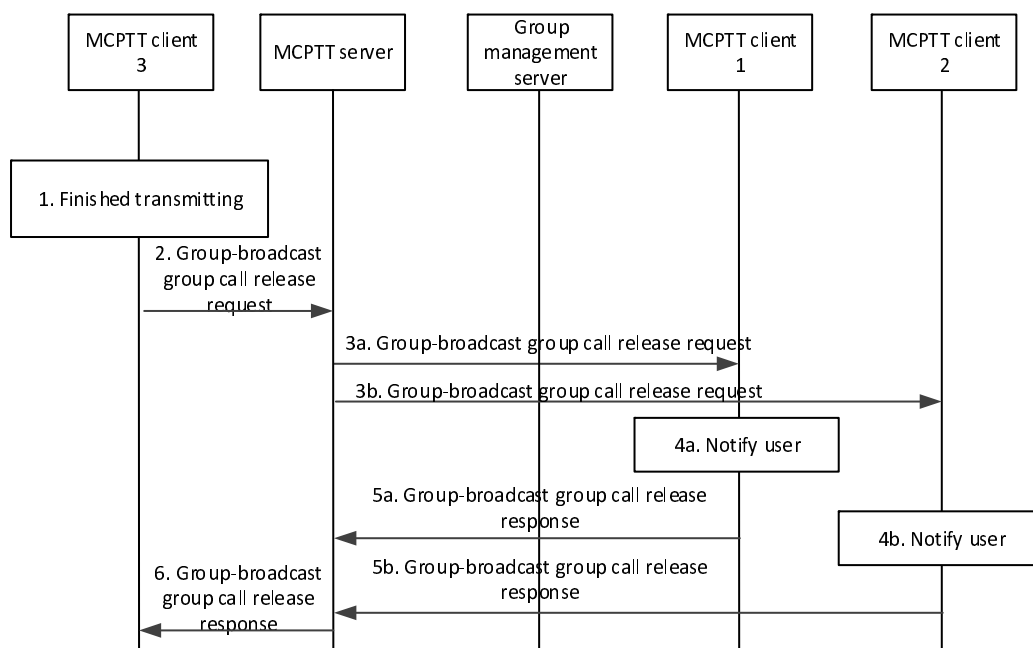 MCPTT client
3
MCPTT server
Group
management
server
MCPTT client
1
MCPTT client
2
1. Finished transmitting
2. Group-broadcast
group call release
request
3a. Group-broadcast group call release request
3b. Group-broadcast group call release request
4a. Notify user
5a. Group-broadcast group call release
response
4b. Notify user
5b. Group-broadcast group call release
response
6. Group-broadcast
group call release
response